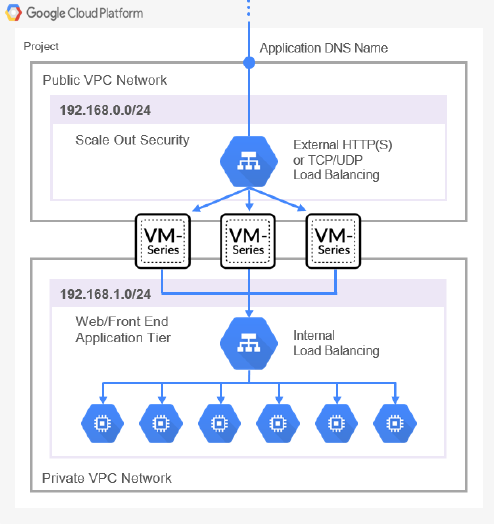 Google Cloud Platform
Application DNS Name
Project
Public VPC Network
192.168.0.0/24
Scale Out Security
External HTTP(S)
or TCP/UDP
Load Balancing
VM-
Series
VM-
Series
VM-
Series
192.168.1.0/24
Web/Front End
Application Tier
Internal
Load Balancing
Private VPC Network